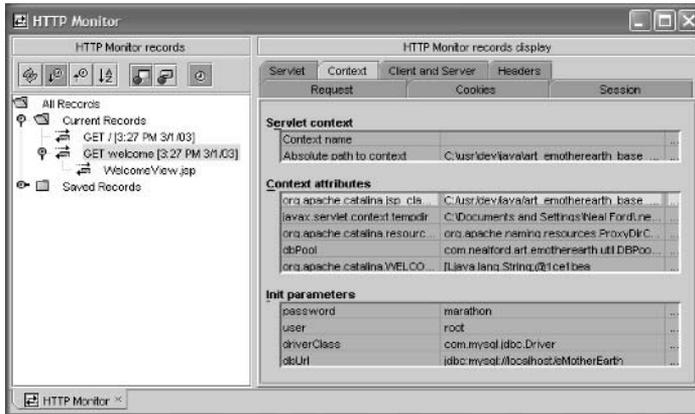 HTTP Monitor
HTTP Monitor records
All Records
Current Records
GET / [3:27 PM 3/1/03]
GET welcome [3:27 PM 3/1/03]
WelcomeView.jsp
Saved Records
HTTP Monitor records display
Servlet Context Client and Server Headers
Request Cookies Session
Servlet context
Context name ...
Absolute path to context C:\usr\dev\java\art_emotherearth_base ... ...
Context attributes
org.apache.catalina.jsp_cla... C:/usr/dev/java/art_emotherearth_base ... ...
javax.servlet.context.tempdir C:\Documents and Settings\Neal Ford\.ne... ...
org.apache.catalina.resourc... org.apache.naming.resources.ProxyDirC... ...
dbPool com.nealford.art.emotherearth.util.DBPoo... ...
org.apache.catalina.WELCO... [Ljava.lang.String;@1ce1bea ...
Init parameters
password marathon ...
user root ...
driverClass com.mysql.jdbc.Driver ...
dbUrl jdbc:mysql://localhost/eMotherEarth ...
HTTP Monitor ×